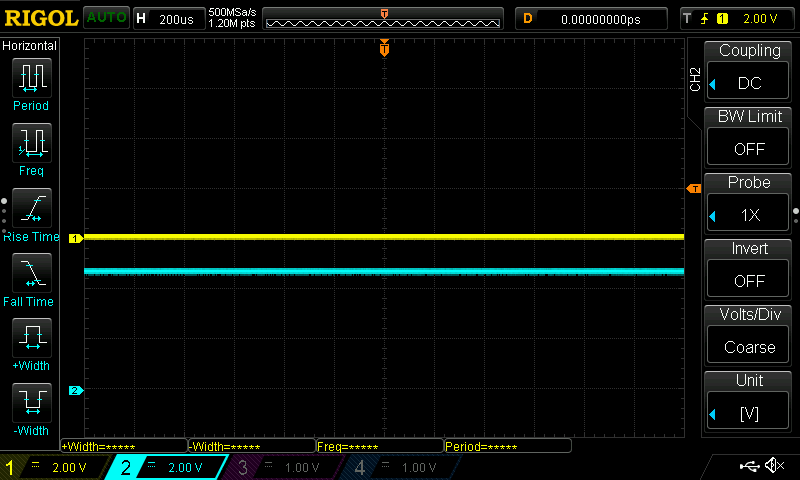 RIGOL AUTO H 200us 500MSa/s 1.20M pts T D 0.00000000ps T 1 2.00 V
Horizontal
Period
Freq
Rise Time
Fall Time
+Width
-Width
T
T
1
2
CH2
Coupling
DC
BW Limit
OFF
Probe
1X
Invert
OFF
Volts/Div
Coarse
Unit
[V]
+Width=***** -Width=***** Freq=***** Period=*****
1 2.00 V 2 2.00 V 3 1.00 V 4 1.00 V